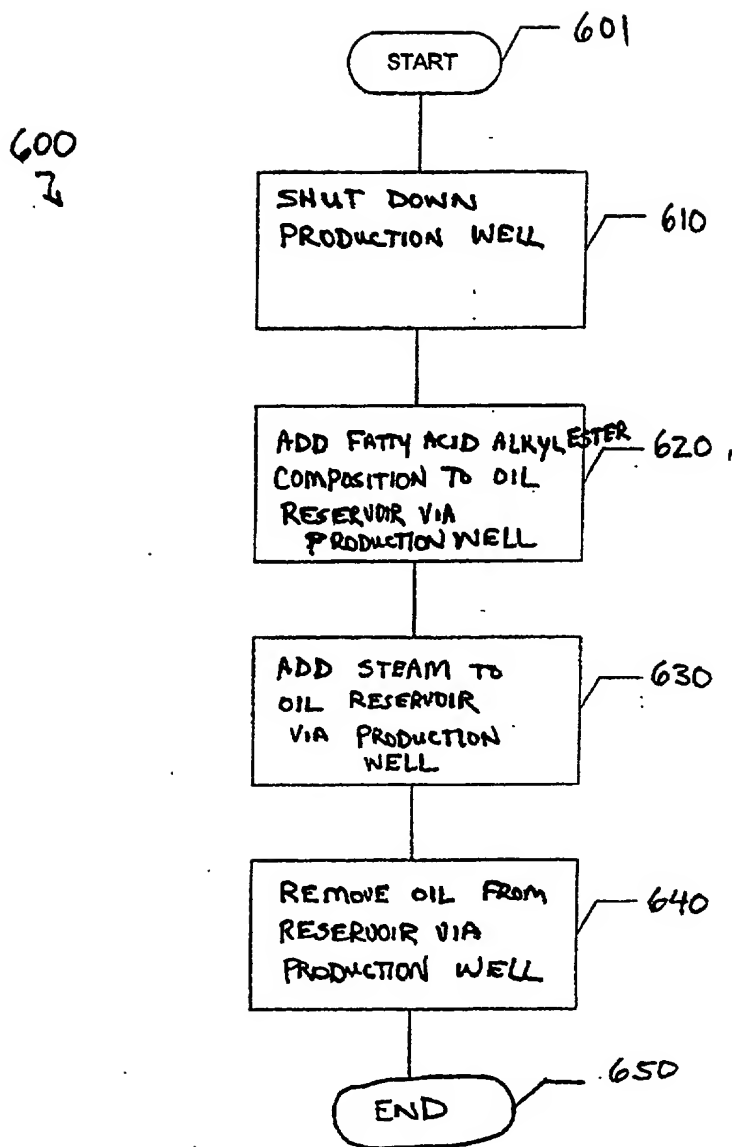 601
START
600
SHUT DOWN
PRODUCTION WELL
610
ADD FATTY ACID ALKYL ESTER
COMPOSITION TO OIL
RESERVOIR VIA
PRODUCTION WELL
620
ADD STEAM TO
OIL RESERVOIR
VIA PRODUCTION
WELL
630
REMOVE OIL FROM
RESERVOIR VIA
PRODUCTION WELL
640
650
END